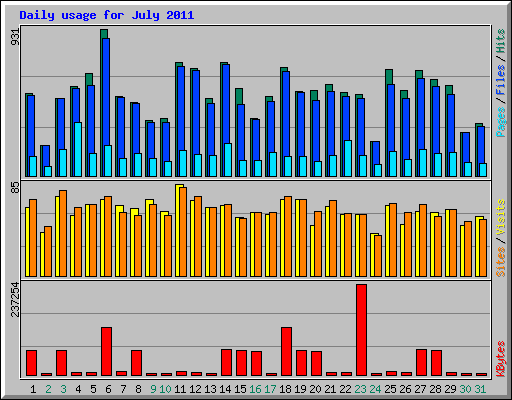 Daily usage for July 2011
931
Pages / Files / Hits
85
Sites / Visits
237254
KBytes
1 2 3 4 5 6 7 8 9 10 11 12 13 14 15 16 17 18 19 20 21 22 23 24 25 26 27 28 29 30 31